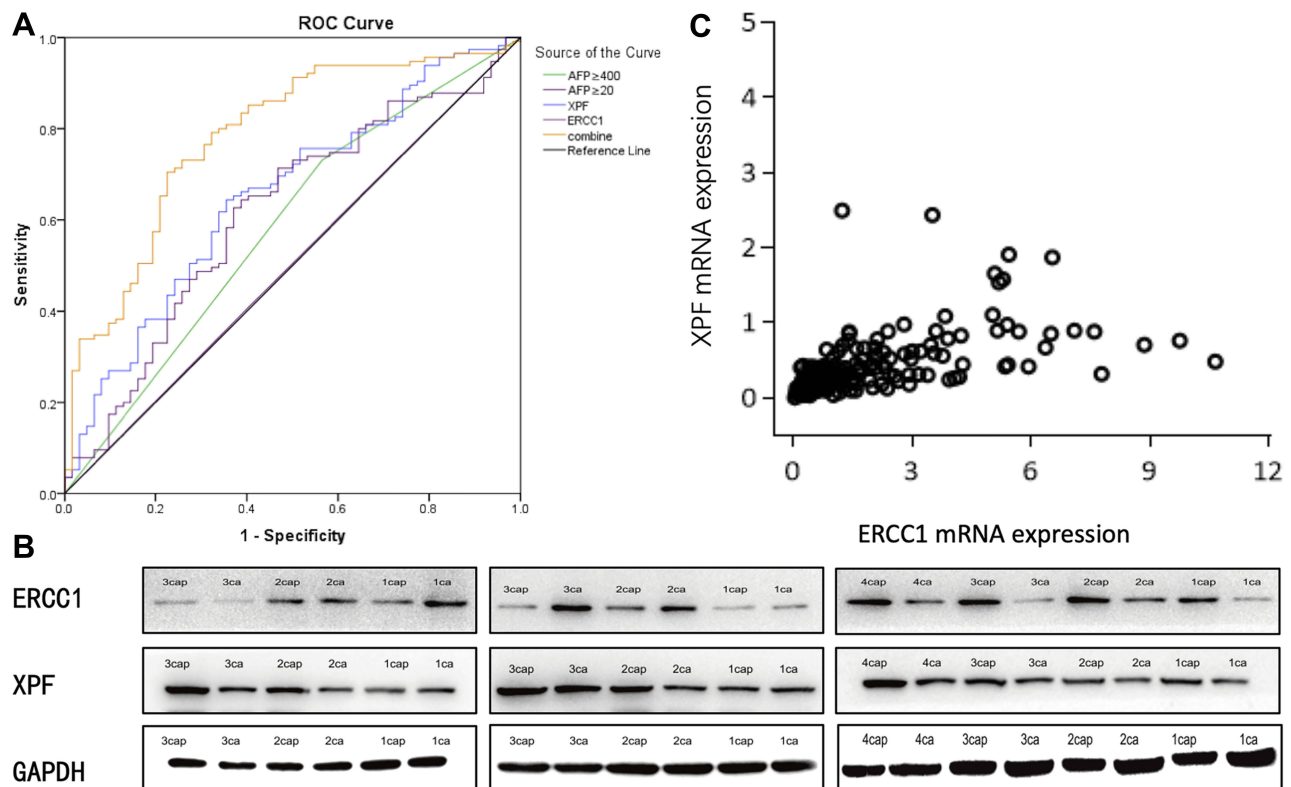 A
ROC Curve
1.0
0.8
0.6
0.4
0.2
0.0
Sensitivity
0.0 0.2 0.4 0.6 0.8 1.0
1 - Specificity
Source of the Curve
AFP≥400
AFP≥20
XPF
ERCC1
combine
Reference Line
C
5
4
3
2
1
0
XPF mRNA expression
0 3 6 9 12
ERCC1 mRNA expression
B
ERCC1
3cap 3ca 2cap 2ca 1cap 1ca
3cap 3ca 2cap 2ca 1cap 1ca
4cap 4ca 3cap 3ca 2cap 2ca 1cap 1ca
XPF
3cap 3ca 2cap 2ca 1cap 1ca
3cap 3ca 2cap 2ca 1cap 1ca
4cap 4ca 3cap 3ca 2cap 2ca 1cap 1ca
GAPDH
3cap 3ca 2cap 2ca 1cap 1ca
3cap 3ca 2cap 2ca 1cap 1ca
4cap 4ca 3cap 3ca 2cap 2ca 1cap 1ca